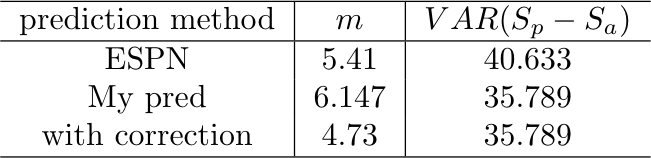 prediction method m VAR(S_p − S_a)
ESPN 5.41 40.633
My pred 6.147 35.789
with correction 4.73 35.789